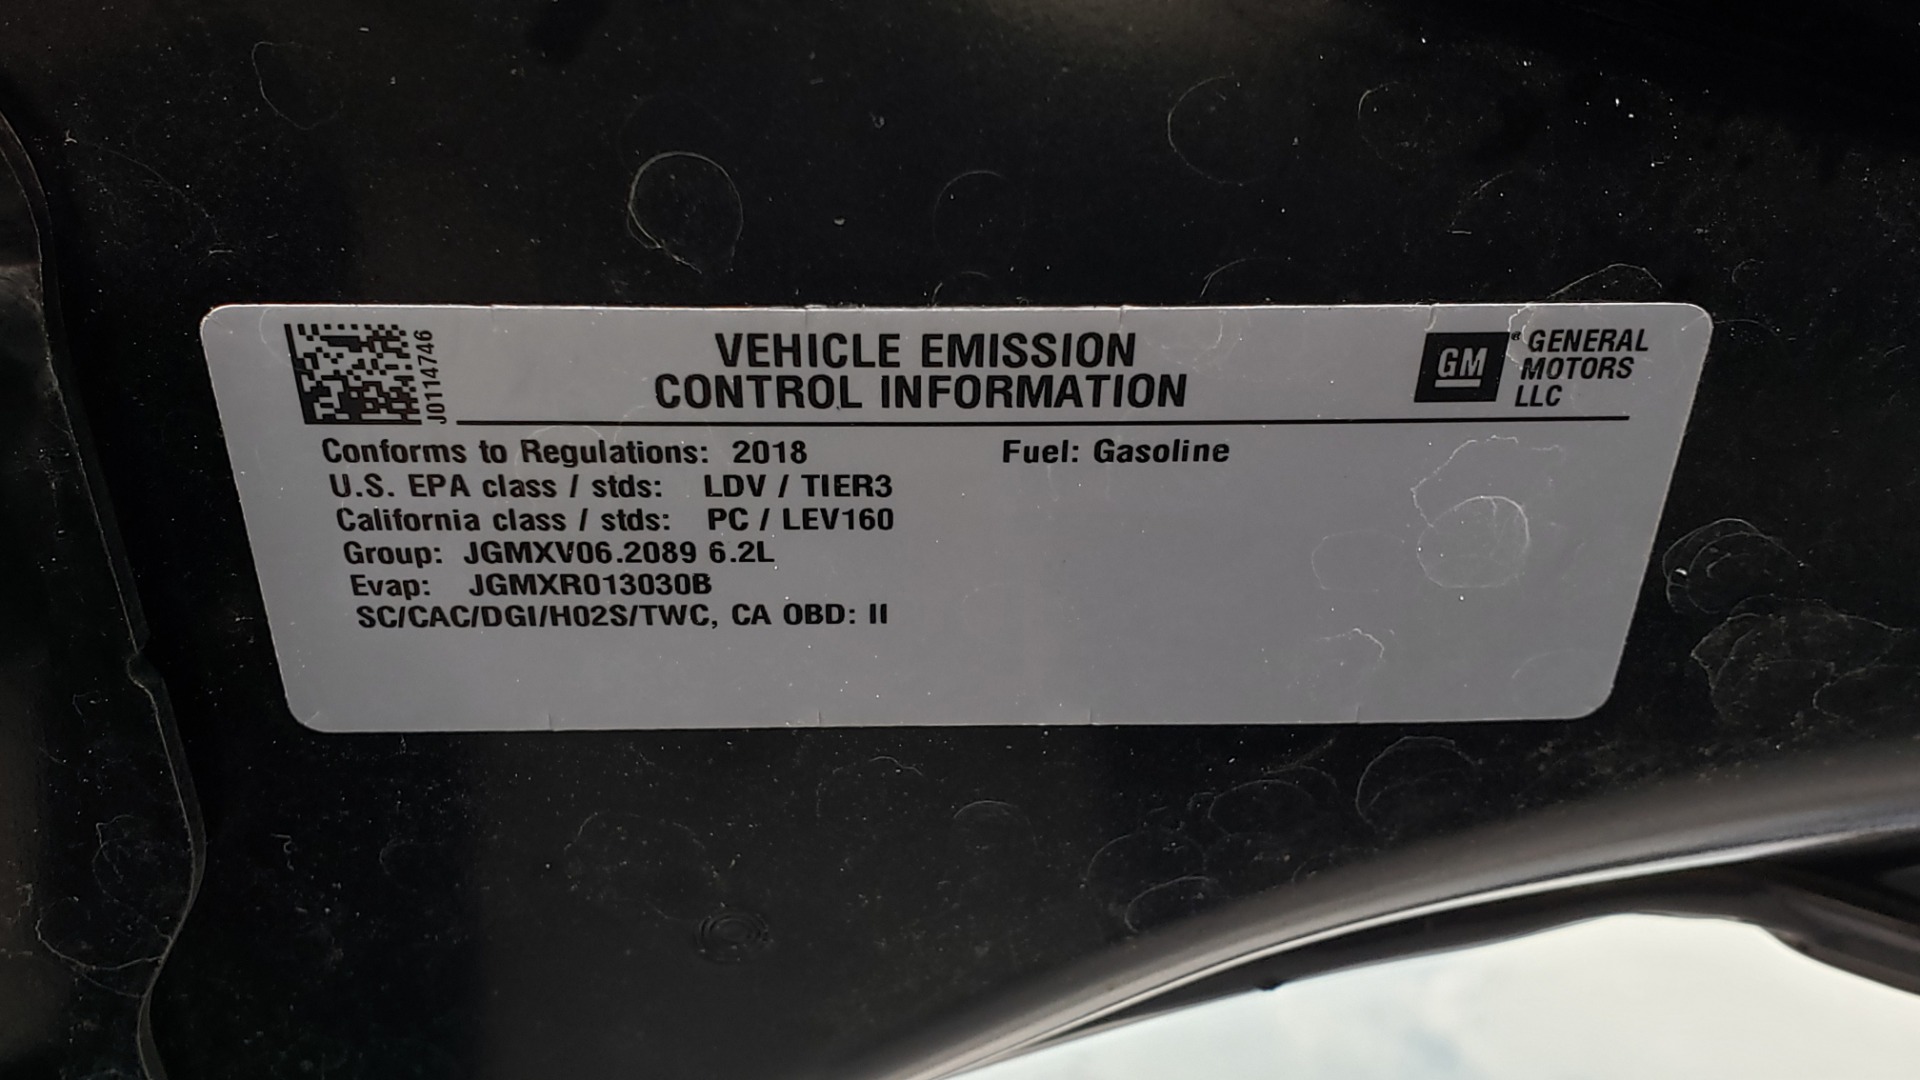 J0114746
VEHICLE EMISSION
CONTROL INFORMATION
GM
® GENERAL
MOTORS
LLC
Conforms to Regulations: 2018 Fuel: Gasoline
U.S. EPA class / stds: LDV / TIER3
California class / stds: PC / LEV160
Group: JGMXV06.2089 6.2L
Evap: JGMXR013030B
SC/CAC/DGI/H02S/TWC, CA OBD: II